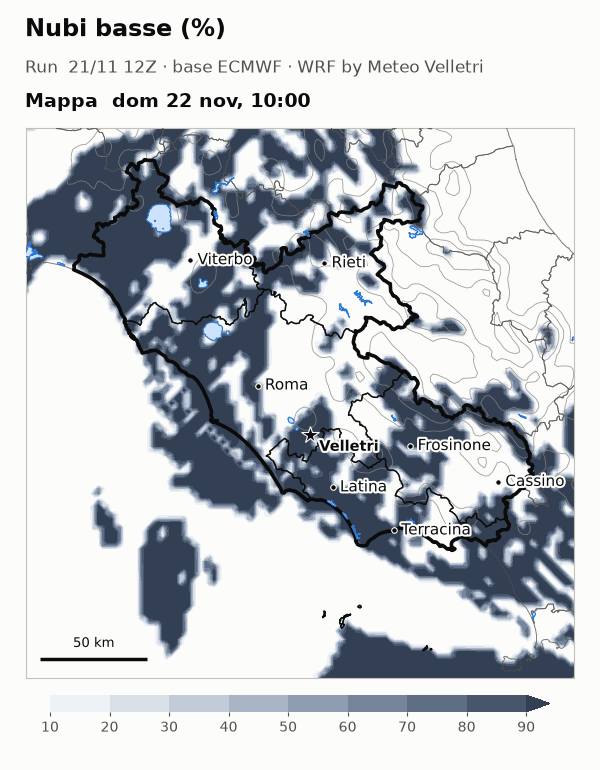 Nubi basse (%)
Run  21/11 12Z · base ECMWF · WRF by Meteo Velletri
Mappa  dom 22 nov, 10:00
Viterbo
Rieti
Roma
Velletri
Frosinone
Latina
Cassino
Terracina
50 km
10 20 30 40 50 60 70 80 90